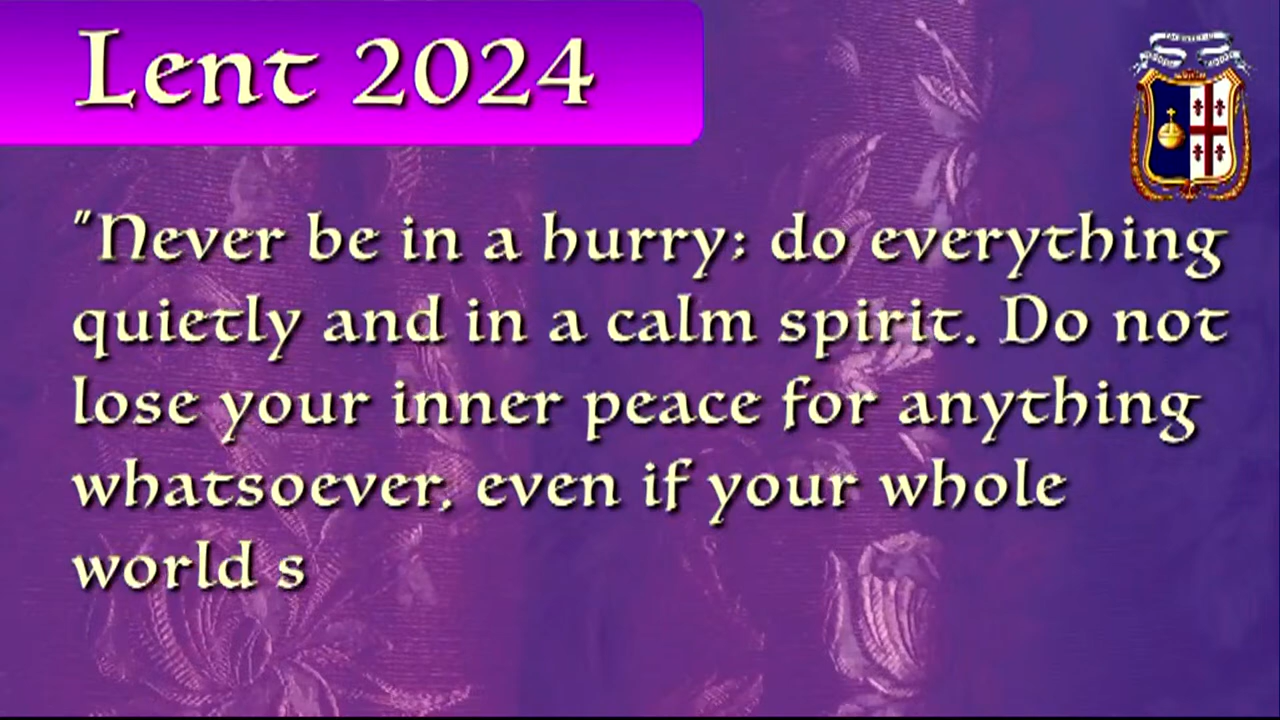 Lent 2024
"Never be in a hurry; do everything
quietly and in a calm spirit. Do not
lose your inner peace for anything
whatsoever, even if your whole
world s